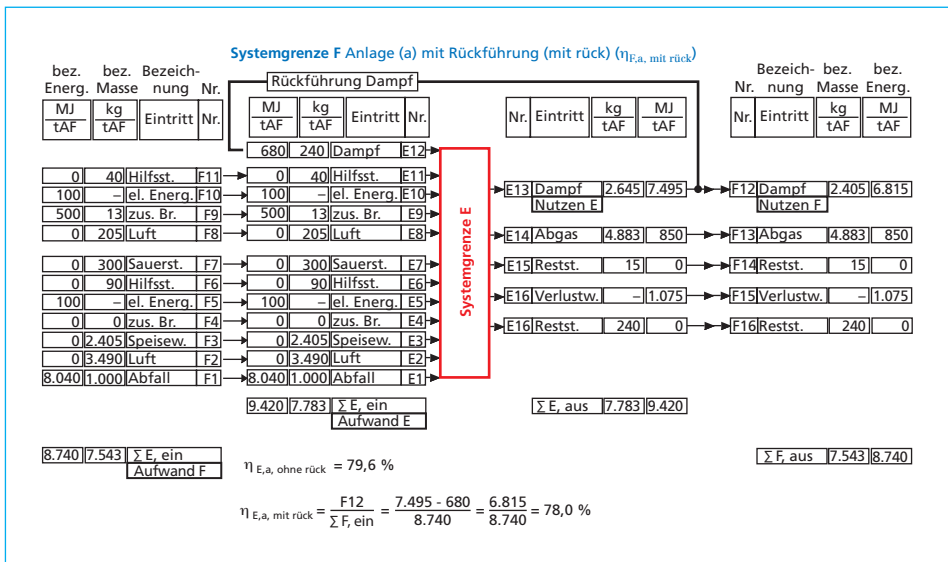 Systemgrenze F Anlage (a) mit Rückführung (mit rück) (η F,a, mit rück)
bez. Energ. bez. Masse Bezeich-nung Nr.
MJ/tAF kg/tAF Eintritt Nr.
Rückführung Dampf
MJ/tAF kg/tAF Eintritt Nr.
Nr. Eintritt kg/tAF MJ/tAF
Nr. Bezeich-nung bez. Masse bez. Energ.
Nr. Eintritt kg/tAF MJ/tAF
680 240 Dampf E12
0 40 Hilfsst. F11 0 40 Hilfsst. E11
100 – el. Energ. F10 100 – el. Energ. E10
500 13 zus. Br. F9 500 13 zus. Br. E9
0 205 Luft F8 0 205 Luft E8
0 300 Sauerst. F7 0 300 Sauerst. E7
0 90 Hilfsst. F6 0 90 Hilfsst. E6
100 – el. Energ. F5 100 – el. Energ. E5
0 0 zus. Br. F4 0 0 zus. Br. E4
0 2.405 Speisew. F3 0 2.405 Speisew. E3
0 3.490 Luft F2 0 3.490 Luft E2
8.040 1.000 Abfall F1 8.040 1.000 Abfall E1
Systemgrenze E
E13 Dampf 2.645 7.495 F12 Dampf 2.405 6.815
Nutzen E Nutzen F
E14 Abgas 4.883 850 F13 Abgas 4.883 850
E15 Restst. 15 0 F14 Restst. 15 0
E16 Verlustw. – 1.075 F15 Verlustw. – 1.075
E16 Restst. 240 0 F16 Restst. 240 0
9.420 7.783 Σ E, ein
Aufwand E
Σ E, aus 7.783 9.420
8.740 7.543 Σ E, ein
Aufwand F
Σ F, aus 7.543 8.740
η E,a, ohne rück = 79,6 %
η E,a, mit rück = F12 / Σ F, ein = 7.495 - 680 / 8.740 = 6.815 / 8.740 = 78,0 %